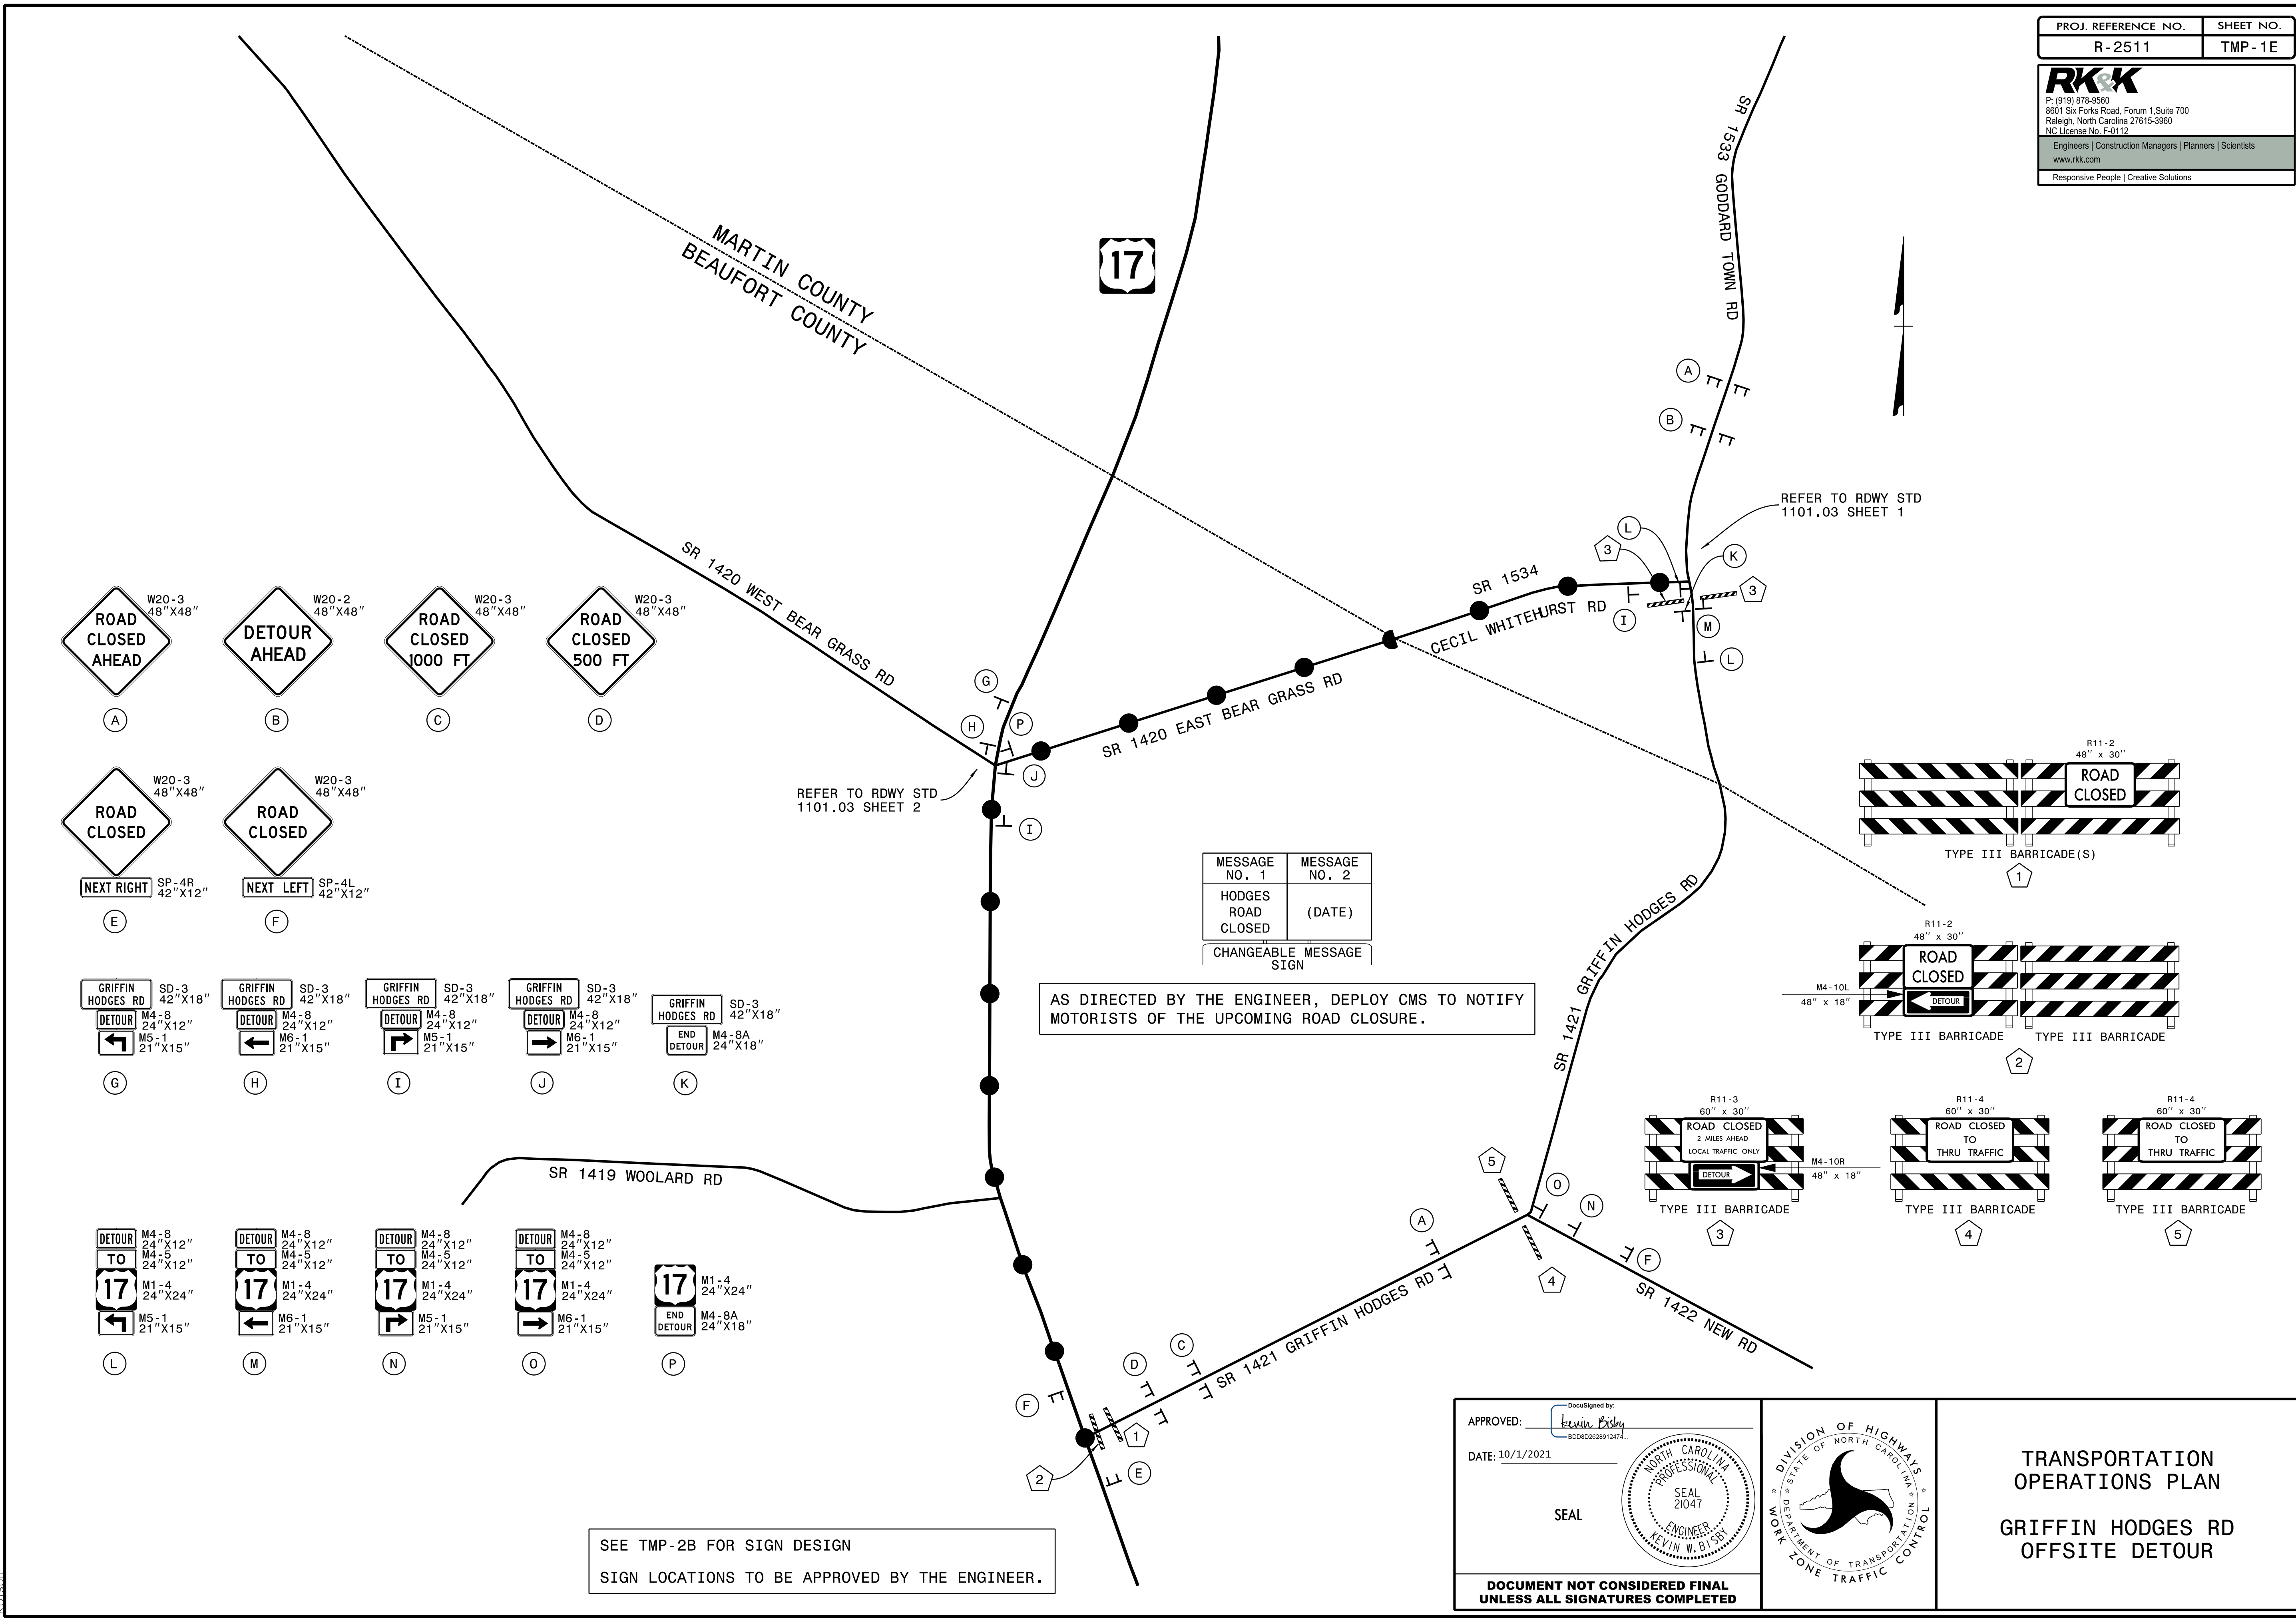 PROJ. REFERENCE NO.
SHEET NO.
R-2511
TMP-1E
RK&K
P: (919) 878-9560
8601 Six Forks Road, Forum 1,Suite 700
Raleigh, North Carolina 27615-3960
NC License No. F-0112
Engineers | Construction Managers | Planners | Scientists
www.rkk.com
Responsive People | Creative Solutions
MARTIN COUNTY
BEAUFORT COUNTY
17
SR 1533 GODDARD TOWN RD
A
B
REFER TO RDWY STD
1101.03 SHEET 1
L
3
K
3
I
M
L
SR 1534
CECIL WHITEHURST RD
SR 1420 WEST BEAR GRASS RD
SR 1420 EAST BEAR GRASS RD
G
H
P
J
I
REFER TO RDWY STD
1101.03 SHEET 2
ROAD
CLOSED
AHEAD
W20-3
48"X48"
A
DETOUR
AHEAD
W20-2
48"X48"
B
ROAD
CLOSED
1000 FT
W20-3
48"X48"
C
ROAD
CLOSED
500 FT
W20-3
48"X48"
D
ROAD
CLOSED
W20-3
48"X48"
NEXT RIGHT
SP-4R
42"X12"
E
ROAD
CLOSED
W20-3
48"X48"
NEXT LEFT
SP-4L
42"X12"
F
GRIFFIN
HODGES RD
SD-3
42"X18"
DETOUR
M4-8
24"X12"
M5-1
21"X15"
G
GRIFFIN
HODGES RD
SD-3
42"X18"
DETOUR
M4-8
24"X12"
M6-1
21"X15"
H
GRIFFIN
HODGES RD
SD-3
42"X18"
DETOUR
M4-8
24"X12"
M5-1
21"X15"
I
GRIFFIN
HODGES RD
SD-3
42"X18"
DETOUR
M4-8
24"X12"
M6-1
21"X15"
J
GRIFFIN
HODGES RD
SD-3
42"X18"
END
DETOUR
M4-8A
24"X18"
K
DETOUR
M4-8
24"X12"
TO
M4-5
24"X12"
17
M1-4
24"X24"
M5-1
21"X15"
L
DETOUR
M4-8
24"X12"
TO
M4-5
24"X12"
17
M1-4
24"X24"
M6-1
21"X15"
M
DETOUR
M4-8
24"X12"
TO
M4-5
24"X12"
17
M1-4
24"X24"
M5-1
21"X15"
N
DETOUR
M4-8
24"X12"
TO
M4-5
24"X12"
17
M1-4
24"X24"
M6-1
21"X15"
O
17
M1-4
24"X24"
END
DETOUR
M4-8A
24"X18"
P
MESSAGE
NO. 1
MESSAGE
NO. 2
HODGES
ROAD
CLOSED
(DATE)
CHANGEABLE MESSAGE
SIGN
AS DIRECTED BY THE ENGINEER, DEPLOY CMS TO NOTIFY
MOTORISTS OF THE UPCOMING ROAD CLOSURE.
SR 1421 GRIFFIN HODGES RD
SR 1419 WOOLARD RD
5
O
N
A
F
4
SR 1422 NEW RD
SR 1421 GRIFFIN HODGES RD
C
D
F
1
2
E
R11-2
48" x 30"
ROAD
CLOSED
TYPE III BARRICADE(S)
1
R11-2
48" x 30"
ROAD
CLOSED
M4-10L
48" x 18"
DETOUR
TYPE III BARRICADE
TYPE III BARRICADE
2
R11-3
60" x 30"
ROAD CLOSED
2 MILES AHEAD
LOCAL TRAFFIC ONLY
DETOUR
M4-10R
48" x 18"
TYPE III BARRICADE
3
R11-4
60" x 30"
ROAD CLOSED
TO
THRU TRAFFIC
TYPE III BARRICADE
4
R11-4
60" x 30"
ROAD CLOSED
TO
THRU TRAFFIC
TYPE III BARRICADE
5
SEE TMP-2B FOR SIGN DESIGN
SIGN LOCATIONS TO BE APPROVED BY THE ENGINEER.
APPROVED:
DocuSigned by:
Kevin Bisby
BDD8D2628912474...
DATE: 10/1/2021
SEAL
NORTH CAROLINA
PROFESSIONAL
SEAL
21047
ENGINEER
KEVIN W. BISBY
DOCUMENT NOT CONSIDERED FINAL
UNLESS ALL SIGNATURES COMPLETED
DIVISION OF HIGHWAYS
STATE OF NORTH CAROLINA
DEPARTMENT OF TRANSPORTATION
WORK ZONE TRAFFIC CONTROL
TRANSPORTATION
OPERATIONS PLAN
GRIFFIN HODGES RD
OFFSITE DETOUR